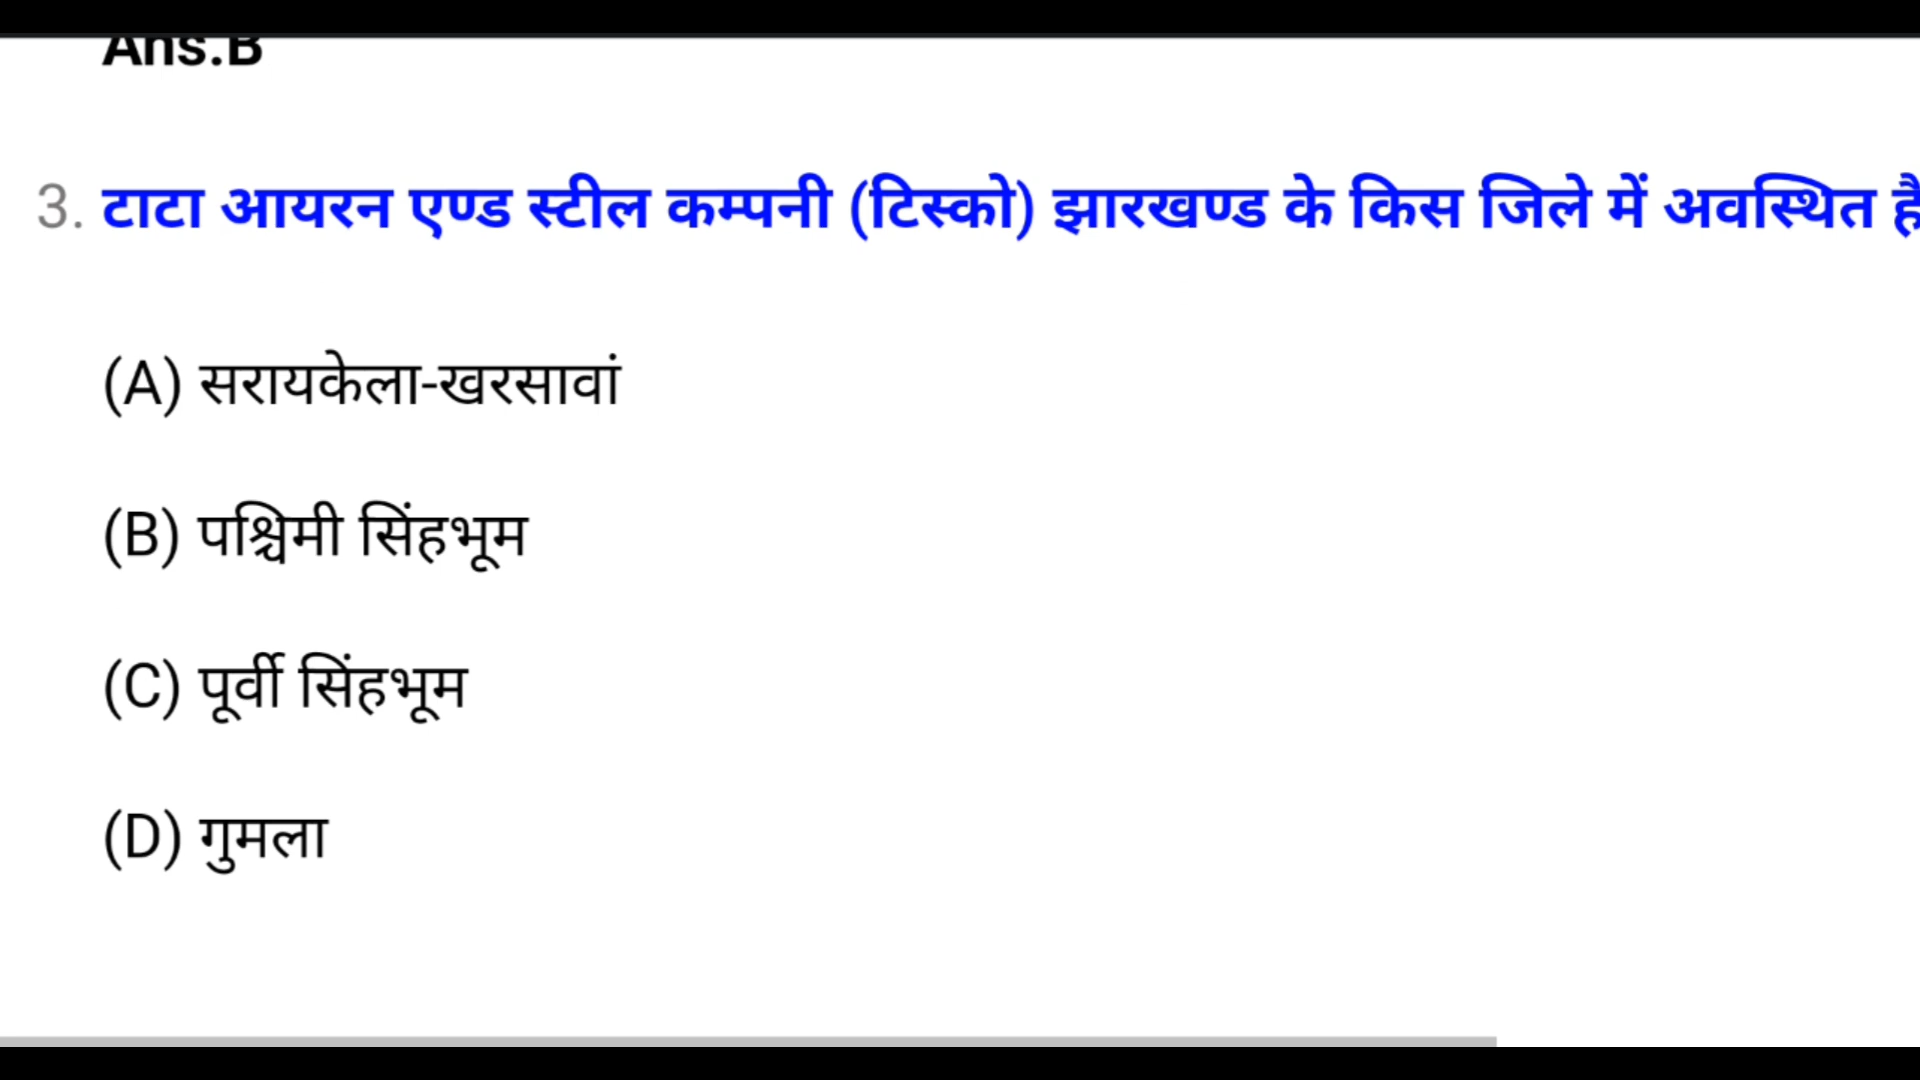 Ans.B
3. टाटा आयरन एण्ड स्टील कम्पनी (टिस्को) झारखण्ड के किस जिले में अवस्थित है
(A) सरायकेला-खरसावां
(B) पश्चिमी सिंहभूम
(C) पूर्वी सिंहभूम
(D) गुमला